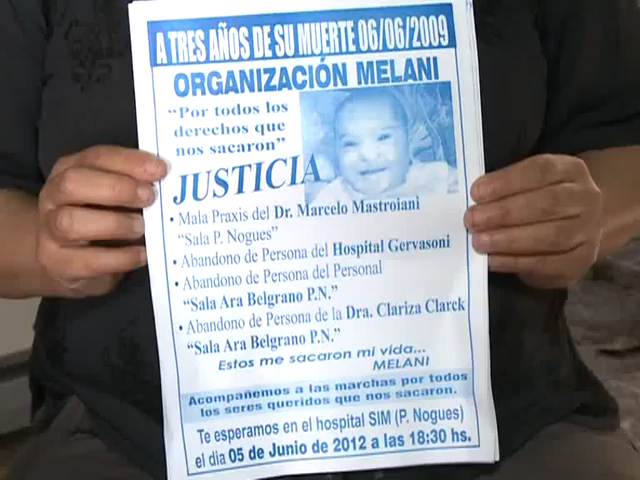 A TRES AÑOS DE SU MUERTE 06/06/2009
ORGANIZACIÓN MELANI
“Por todos los
derechos que
nos sacaron”
JUSTICIA
• Mala Praxis del Dr. Marcelo Mastroiani
“Sala P. Nogues”
• Abandono de Persona del Hospital Gervasoni
• Abandono de Persona del Personal
“Sala Ara Belgrano P.N.”
• Abandono de Persona de la Dra. Clariza Clarck
“Sala Ara Belgrano P.N.”
Estos me sacaron mi vida...
MELANI
Acompañemos a las marchas por todos
los seres queridos que nos sacaron.
Te esperamos en el hospital SIM (P. Nogues)
el dia 05 de Junio de 2012 a las 18:30 hs.